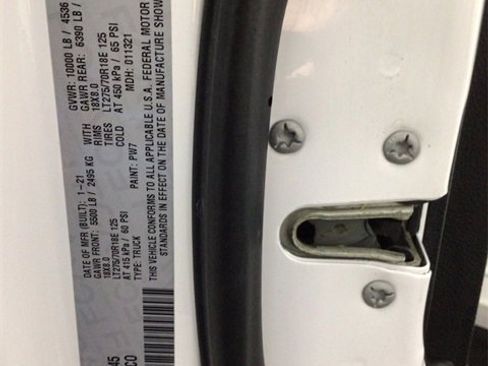 DATE OF MFR (BUILT): 1-21 GVWR: 10000 LB / 4536
GAWR FRONT: 5500 LB / 2495 KG WITH GAWR REAR: 6390 LB /
18X8.0 RIMS 18X8.0
LT275/70R18E 125 TIRES LT275/70R18E 125
AT 415 kPa / 60 PSI COLD AT 450 kPa / 65 PSI
TYPE: TRUCK PAINT: PW7 MDH: 011321
THIS VEHICLE CONFORMS TO ALL APPLICABLE U.S.A. FEDERAL MOTOR
STANDARDS IN EFFECT ON THE DATE OF MANUFACTURE SHOW
45
CO